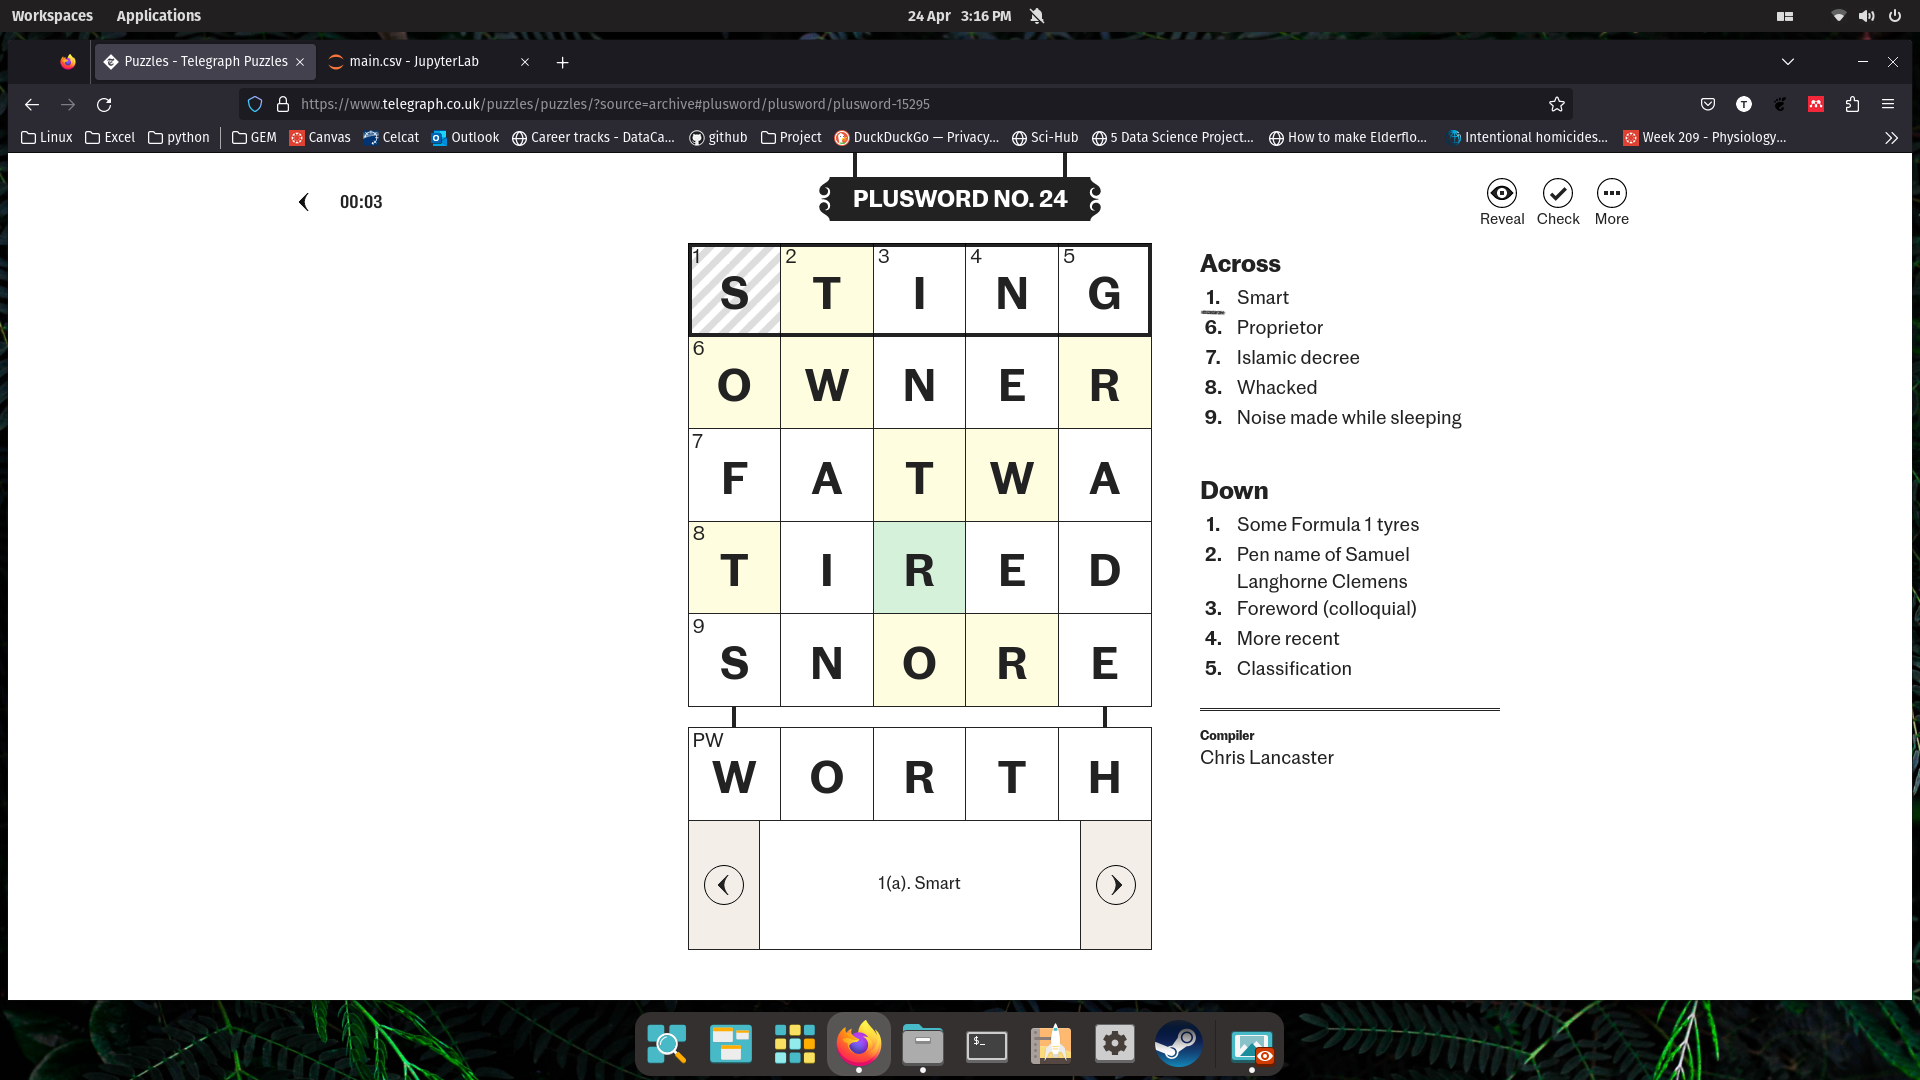 Workspaces Applications 24 Apr 3:16 PM
Puzzles - Telegraph Puzzles main.csv - JupyterLab
https://www.telegraph.co.uk/puzzles/puzzles/?source=archive#plusword/plusword/plusword-15295
Linux Excel python GEM Canvas Celcat Outlook Career tracks - DataCa... github Project DuckDuckGo — Privacy... Sci-Hub 5 Data Science Project... How to make Elderflo... Intentional homicides... Week 209 - Physiology...
00:03
PLUSWORD NO. 24
Reveal Check More
1 S 2 T 3 I 4 N 5 G
6 O W N E R
7 F A T W A
8 T I R E D
9 S N O R E
PW W O R T H
1(a). Smart
Across
1. Smart
6. Proprietor
7. Islamic decree
8. Whacked
9. Noise made while sleeping
Down
1. Some Formula 1 tyres
2. Pen name of Samuel
Langhorne Clemens
3. Foreword (colloquial)
4. More recent
5. Classification
Compiler
Chris Lancaster